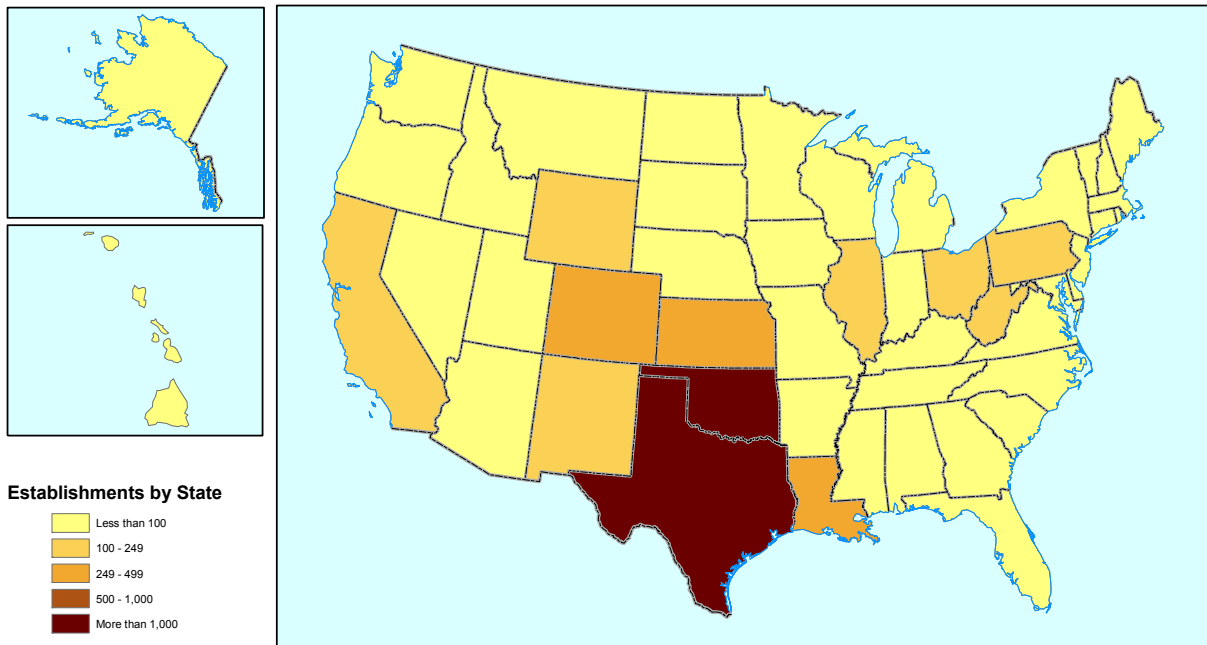 Establishments by State
Less than 100
100 - 249
249 - 499
500 - 1,000
More than 1,000